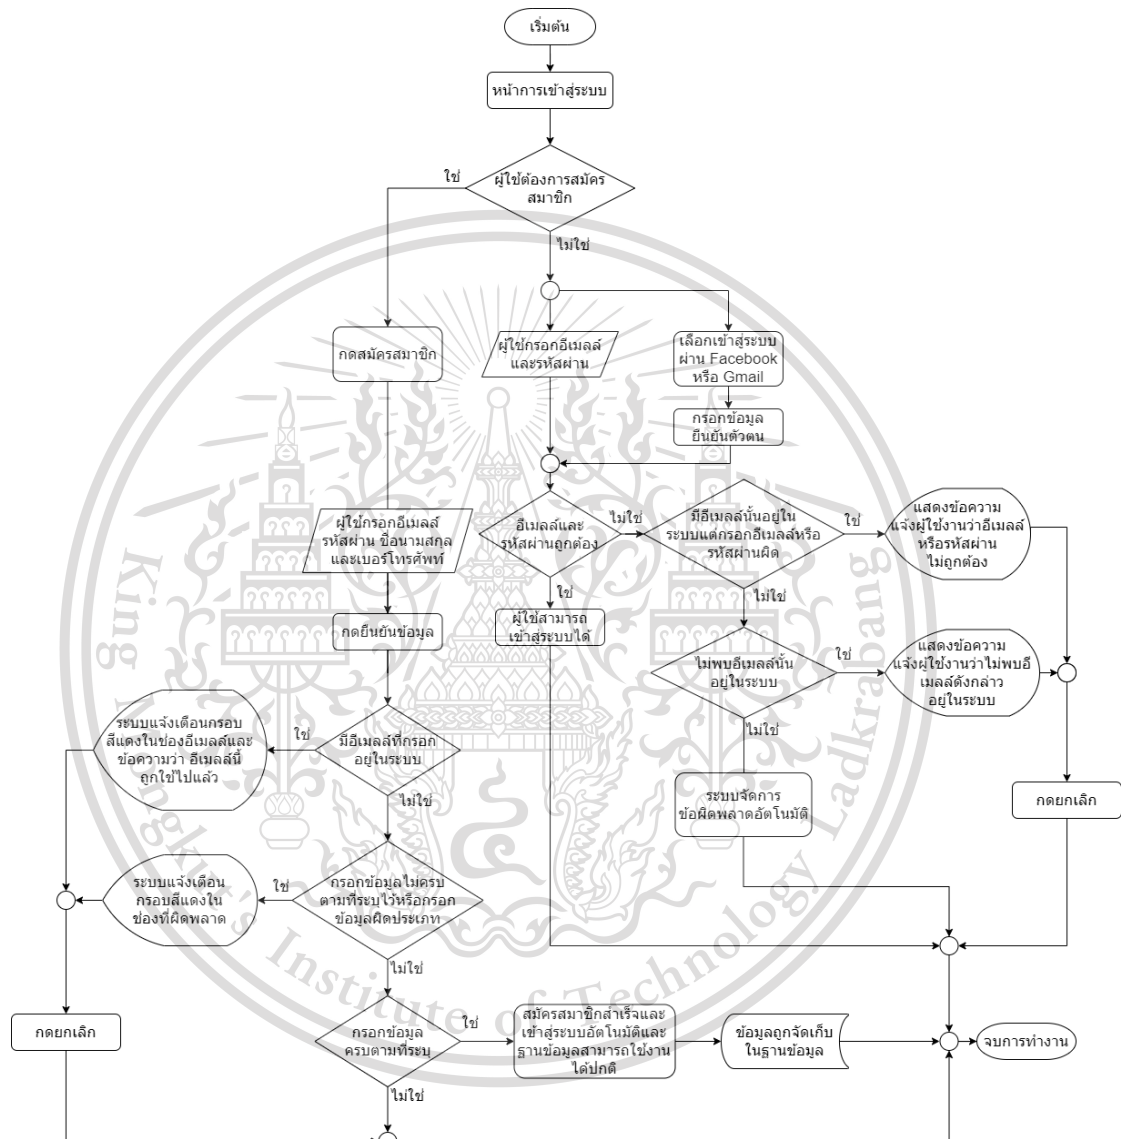 เริ่มต้น
หน้าการเข้าสู่ระบบ
ผู้ใช้ต้องการสมัคร
สมาชิก
ใช่
ไม่ใช่
กดสมัครสมาชิก
ผู้ใช้กรอกอีเมลล์
และรหัสผ่าน
เลือกเข้าสู่ระบบ
ผ่าน Facebook
หรือ Gmail
กรอกข้อมูล
ยืนยันตัวตน
ผู้ใช้กรอกอีเมลล์
รหัสผ่าน ชื่อนามสกุล
และเบอร์โทรศัพท์
อีเมลล์และ
รหัสผ่านถูกต้อง
ไม่ใช่
มีอีเมลล์นั้นอยู่ใน
ระบบแต่กรอกอีเมลล์หรือ
รหัสผ่านผิด
ใช่
แสดงข้อความ
แจ้งผู้ใช้งานว่าอีเมลล์
หรือรหัสผ่าน
ไม่ถูกต้อง
ใช่
ไม่ใช่
กดยืนยันข้อมูล
ผู้ใช้สามารถ
เข้าสู่ระบบได้
ไม่พบอีเมลล์นั้น
อยู่ในระบบ
ใช่
แสดงข้อความ
แจ้งผู้ใช้งานว่าไม่พบอี
เมลล์ดังกล่าว
อยู่ในระบบ
ไม่ใช่
ระบบแจ้งเตือนกรอบ
สีแดงในช่องอีเมลล์และ
ข้อความว่า อีเมลล์นี้
ถูกใช้ไปแล้ว
ใช่
มีอีเมลล์ที่กรอก
อยู่ในระบบ
ไม่ใช่
ระบบจัดการ
ข้อผิดพลาดอัตโนมัติ
กดยกเลิก
ระบบแจ้งเตือน
กรอบสีแดงใน
ช่องที่ผิดพลาด
ใช่
กรอกข้อมูลไม่ครบ
ตามที่ระบุไว้หรือกรอก
ข้อมูลผิดประเภท
ไม่ใช่
กดยกเลิก
กรอกข้อมูล
ครบตามที่ระบุ
ใช่
สมัครสมาชิกสำเร็จและ
เข้าสู่ระบบอัตโนมัติและ
ฐานข้อมูลสามารถใช้งาน
ได้ปกติ
ข้อมูลถูกจัดเก็บ
ในฐานข้อมูล
จบการทำงาน
ไม่ใช่
King Mongkut's Institute of Technology Ladkrabang